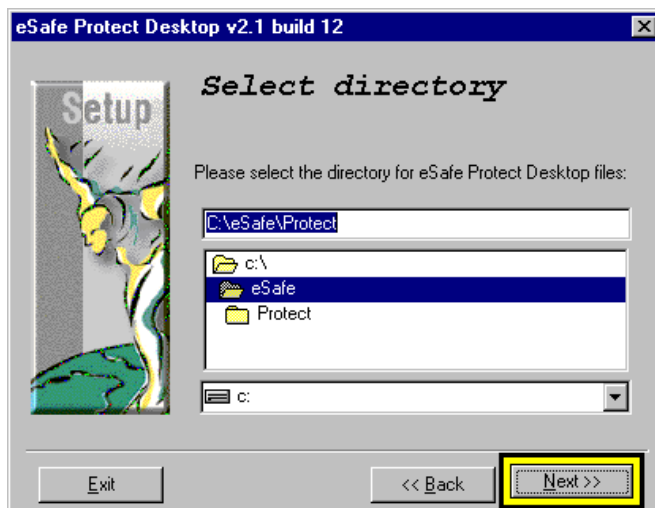 eSafe Protect Desktop v2.1 build 12
Setup
Select directory
Please select the directory for eSafe Protect Desktop files:
C:\eSafe\Protect
c:\
eSafe
Protect
c:
Exit
<< Back
Next >>